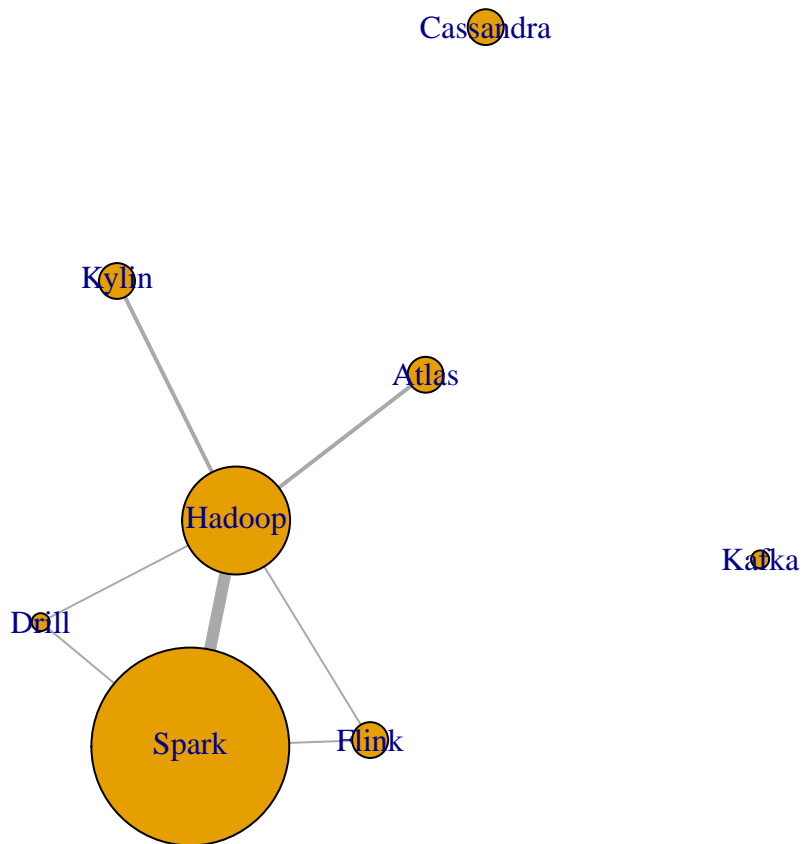 Cassandra
Kylin
Atlas
Hadoop
Kafka
Drill
Spark
Flink